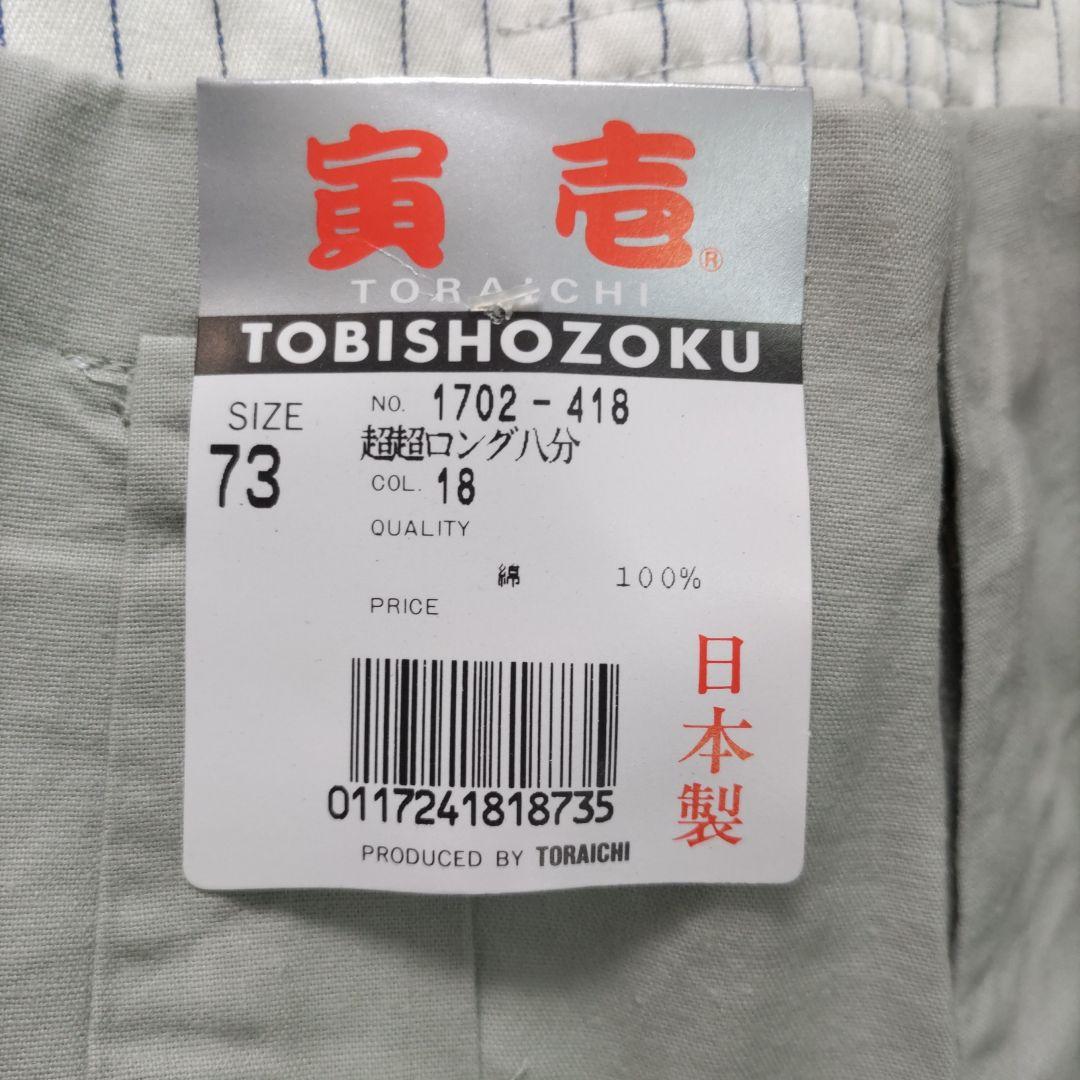 寅壱®
TORAICHI
TOBISHOZOKU
SIZE
73
NO. 1702-418
超超ロング八分
COL. 18
QUALITY
綿 100%
PRICE
日本製
0117241818735
PRODUCED BY TORAICHI